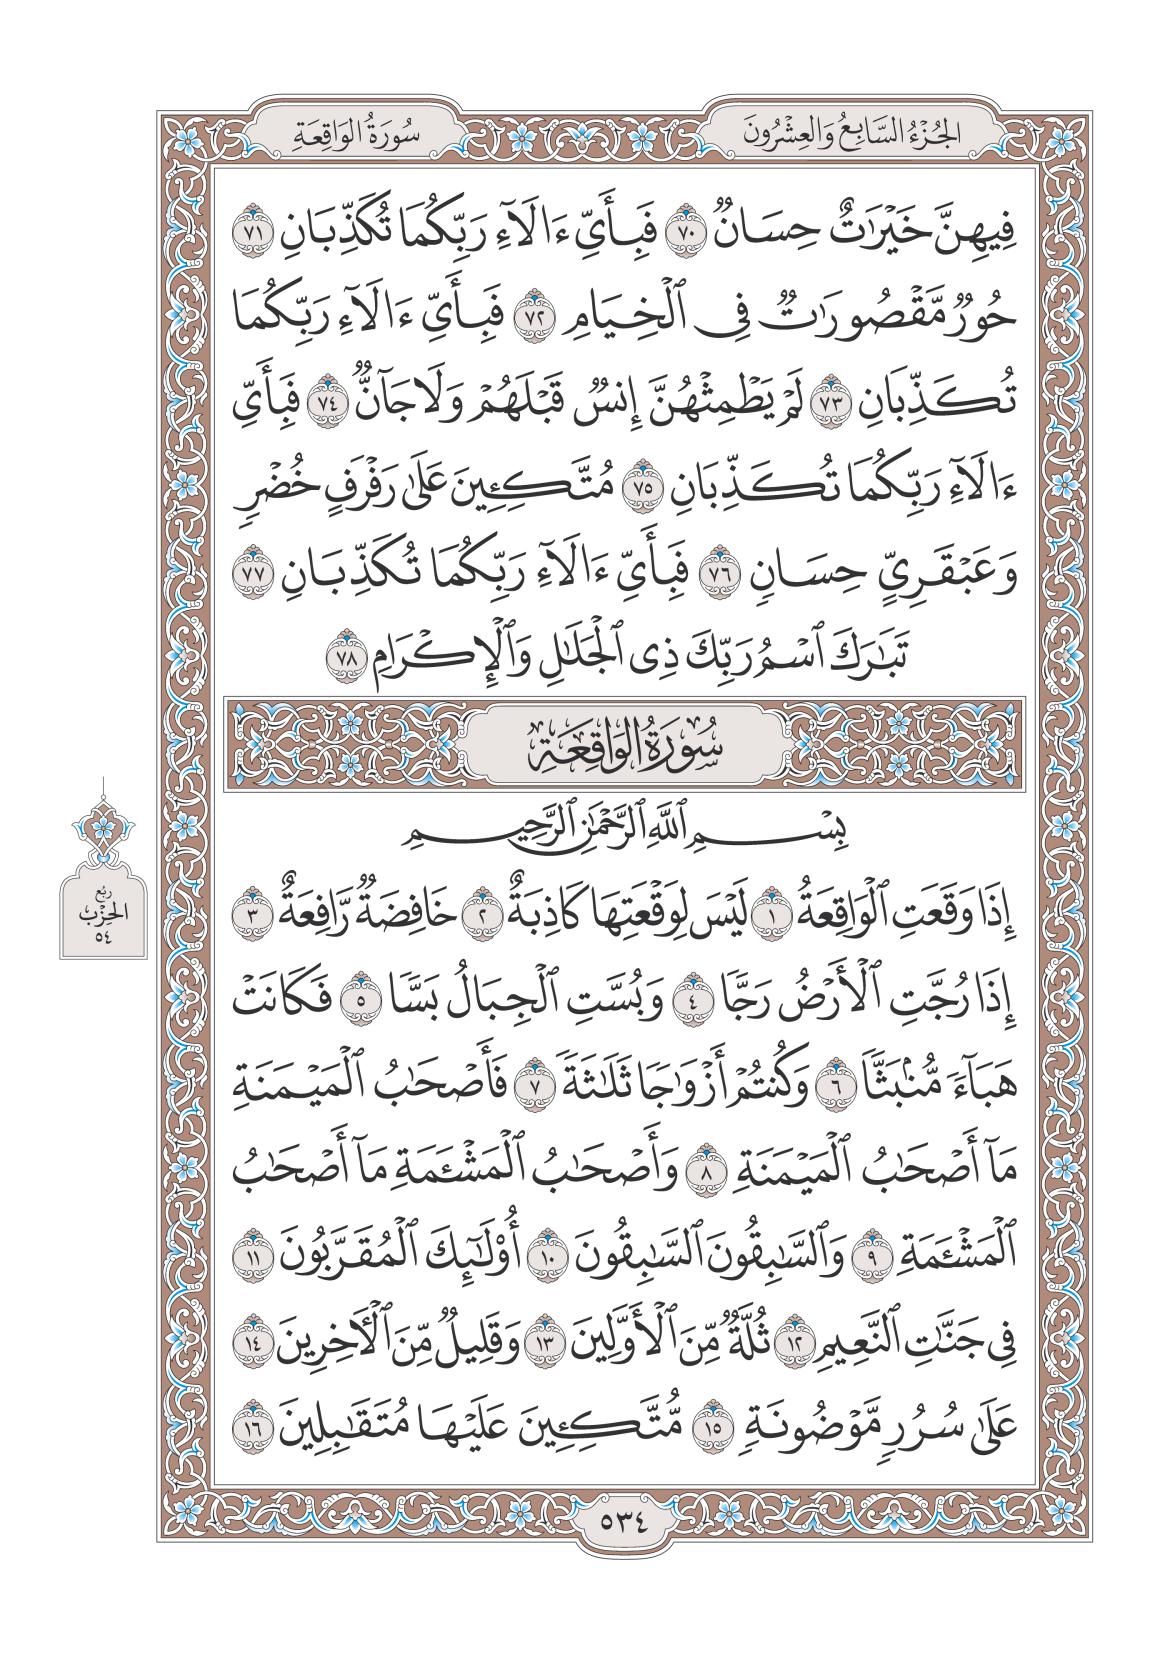 الجُزْءُ السَّابِعُ وَالعِشْرُونَ
سُورَةُ الوَاقِعَةِ
فِيهِنَّ خَيْرَٰتٌ حِسَانٌ ٧٠ فَبِأَيِّ ءَالَآءِ رَبِّكُمَا تُكَذِّبَانِ ٧١
حُورٌ مَّقْصُورَٰتٌ فِي ٱلْخِيَامِ ٧٢ فَبِأَيِّ ءَالَآءِ رَبِّكُمَا
تُكَذِّبَانِ ٧٣ لَمْ يَطْمِثْهُنَّ إِنسٌ قَبْلَهُمْ وَلَا جَآنٌّ ٧٤ فَبِأَيِّ
ءَالَآءِ رَبِّكُمَا تُكَذِّبَانِ ٧٥ مُتَّكِـِٔينَ عَلَىٰ رَفْرَفٍ خُضْرٍ
وَعَبْقَرِيٍّ حِسَانٍ ٧٦ فَبِأَيِّ ءَالَآءِ رَبِّكُمَا تُكَذِّبَانِ ٧٧
تَبَٰرَكَ ٱسْمُ رَبِّكَ ذِي ٱلْجَلَٰلِ وَٱلْإِكْرَامِ ٧٨
سُورَةُ الوَاقِعَةِ
بِسْمِ ٱللَّهِ ٱلرَّحْمَٰنِ ٱلرَّحِيمِ
إِذَا وَقَعَتِ ٱلْوَاقِعَةُ ١ لَيْسَ لِوَقْعَتِهَا كَاذِبَةٌ ٢ خَافِضَةٌ رَّافِعَةٌ ٣
إِذَا رُجَّتِ ٱلْأَرْضُ رَجًّا ٤ وَبُسَّتِ ٱلْجِبَالُ بَسًّا ٥ فَكَانَتْ
هَبَآءً مُّنۢبَثًّا ٦ وَكُنتُمْ أَزْوَٰجًا ثَلَٰثَةً ٧ فَأَصْحَٰبُ ٱلْمَيْمَنَةِ
مَآ أَصْحَٰبُ ٱلْمَيْمَنَةِ ٨ وَأَصْحَٰبُ ٱلْمَشْـَٔمَةِ مَآ أَصْحَٰبُ
ٱلْمَشْـَٔمَةِ ٩ وَٱلسَّٰبِقُونَ ٱلسَّٰبِقُونَ ١٠ أُوْلَٰٓئِكَ ٱلْمُقَرَّبُونَ ١١
فِي جَنَّٰتِ ٱلنَّعِيمِ ١٢ ثُلَّةٌ مِّنَ ٱلْأَوَّلِينَ ١٣ وَقَلِيلٌ مِّنَ ٱلْأٓخِرِينَ ١٤
عَلَىٰ سُرُرٍ مَّوْضُونَةٍ ١٥ مُّتَّكِـِٔينَ عَلَيْهَا مُتَقَٰبِلِينَ ١٦
ربع
الحزب
٥٤
٥٣٤